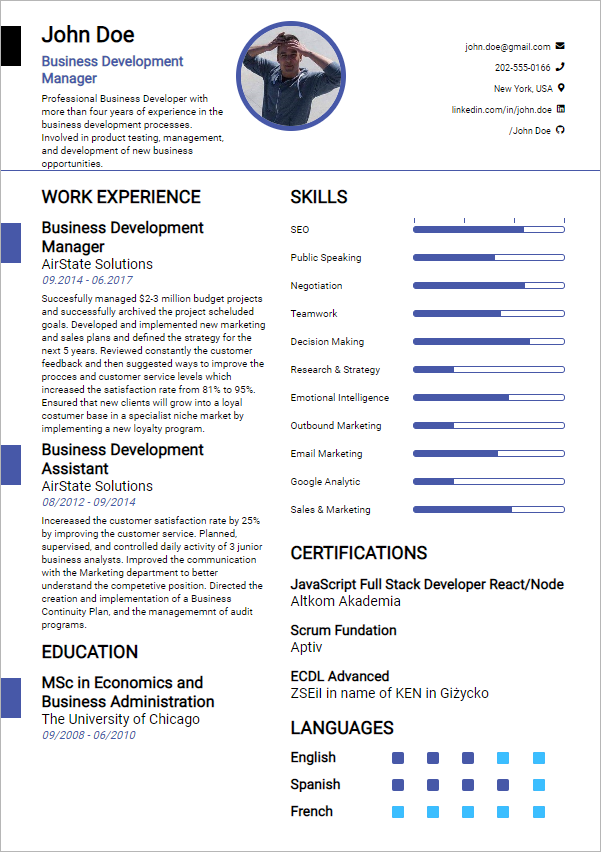 John Doe
Business Development
Manager
Professional Business Developer with
more than four years of experience in the
business development processes.
Involved in product testing, management,
and development of new business
opportunities.
john.doe@gmail.com
202-555-0166
New York, USA
linkedin.com/in/john.doe
/John Doe
WORK EXPERIENCE
Business Development
Manager
AirState Solutions
09.2014 - 06.2017
Succesfully managed $2-3 million budget projects
and successfully archived the project scheluded
goals. Developed and implemented new marketing
and sales plans and defined the strategy for the
next 5 years. Reviewed constantly the customer
feedback and then suggested ways to improve the
procces and customer service levels which
increased the satisfaction rate from 81% to 95%.
Ensured that new clients will grow into a loyal
costumer base in a specialist niche market by
implementing a new loyalty program.
Business Development
Assistant
AirState Solutions
08/2012 - 09/2014
Incereased the customer satisfaction rate by 25%
by improving the customer service. Planned,
supervised, and controlled daily activity of 3 junior
business analysts. Improved the communication
with the Marketing department to better
understand the competetive position. Directed the
creation and implementation of a Business
Continuity Plan, and the managememnt of audit
programs.
EDUCATION
MSc in Economics and
Business Administration
The University of Chicago
09/2008 - 06/2010
SKILLS
SEO
Public Speaking
Negotiation
Teamwork
Decision Making
Research & Strategy
Emotional Intelligence
Outbound Marketing
Email Marketing
Google Analytic
Sales & Marketing
CERTIFICATIONS
JavaScript Full Stack Developer React/Node
Altkom Akademia
Scrum Fundation
Aptiv
ECDL Advanced
ZSEiI in name of KEN in Giżycko
LANGUAGES
English
Spanish
French